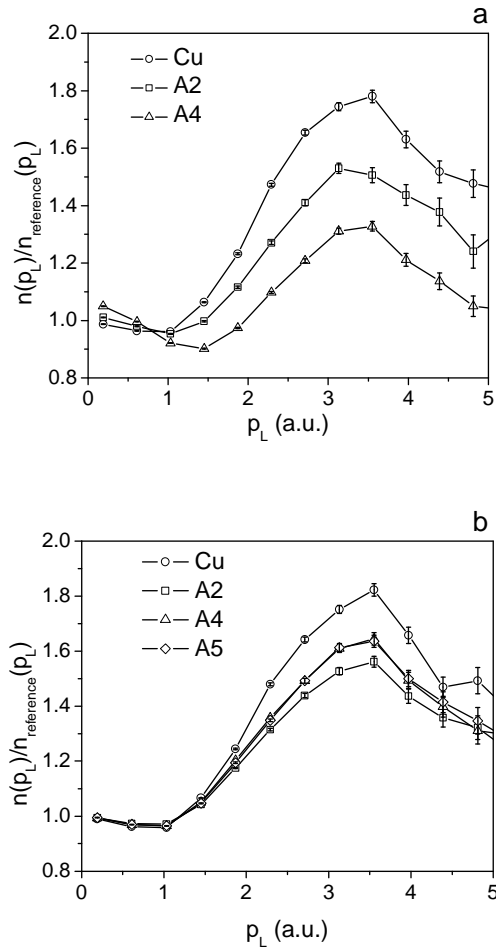 a
2.0
Cu
A2
A4
1.8
1.6
1.4
1.2
1.0
0.8
n(p_L)/n_reference(p_L)
0 1 2 3 4 5
p_L (a.u.)
b
2.0
Cu
A2
A4
A5
1.8
1.6
1.4
1.2
1.0
0.8
n(p_L)/n_reference(p_L)
0 1 2 3 4 5
p_L (a.u.)